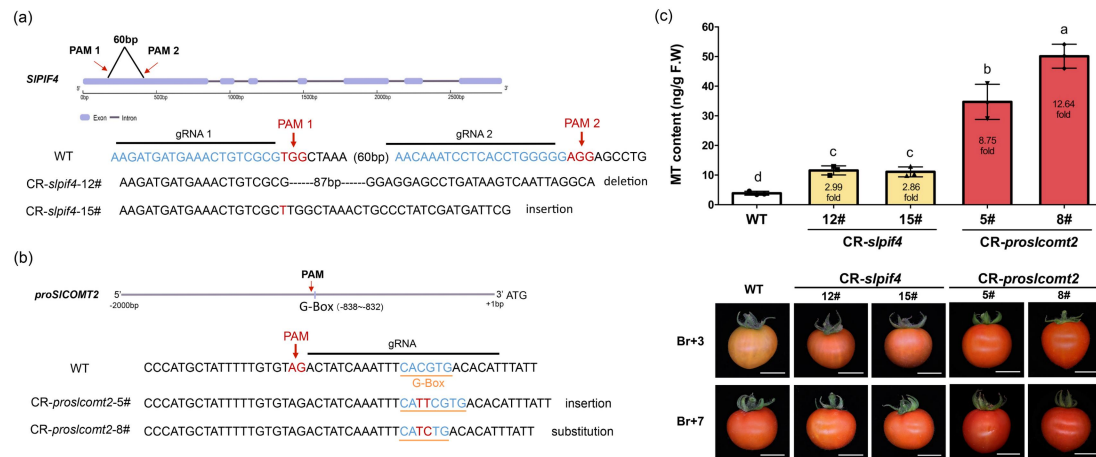 (a)
60bp
PAM 1 PAM 2
SlPIF4
5' 3'
0bp 500bp 1000bp 1500bp 2000bp 2500bp
Exon Intron
gRNA 1 PAM 1 gRNA 2 PAM 2
WT AAGATGATGAAACTGTCGCGTGGCTAAA (60bp) AACAAATCCTCACCTGGGGGAGGAGCCTG
CR-slpif4-12# AAGATGATGAAACTGTCGCG------87bp------GGAGGAGCCTGATAAGTCAATTAGGCA deletion
CR-slpif4-15# AAGATGATGAAACTGTCGCTTGGCTAAACTGCCCTATCGATGATTCG insertion
(b)
PAM
proSlCOMT2 5' 3' ATG
-2000bp G-Box (-838~-832) +1bp
PAM gRNA
WT CCCATGCTATTTTTGTGTAGACTATCAAATTTCACGTGACACATTTATT
G-Box
CR-proslcomt2-5# CCCATGCTATTTTTGTGTAGACTATCAAATTTCATTCGTGACACATTTATT insertion
CR-proslcomt2-8# CCCATGCTATTTTTGTGTAGACTATCAAATTTCATCTGACACATTTATT substitution
(c)
MT content (ng/g F.W)
60
50
40
30
20
10
0
d c c b a
2.99 fold 2.86 fold 8.75 fold 12.64 fold
WT 12# 15# 5# 8#
CR-slpif4 CR-proslcomt2
WT CR-slpif4 CR-proslcomt2
12# 15# 5# 8#
Br+3
Br+7